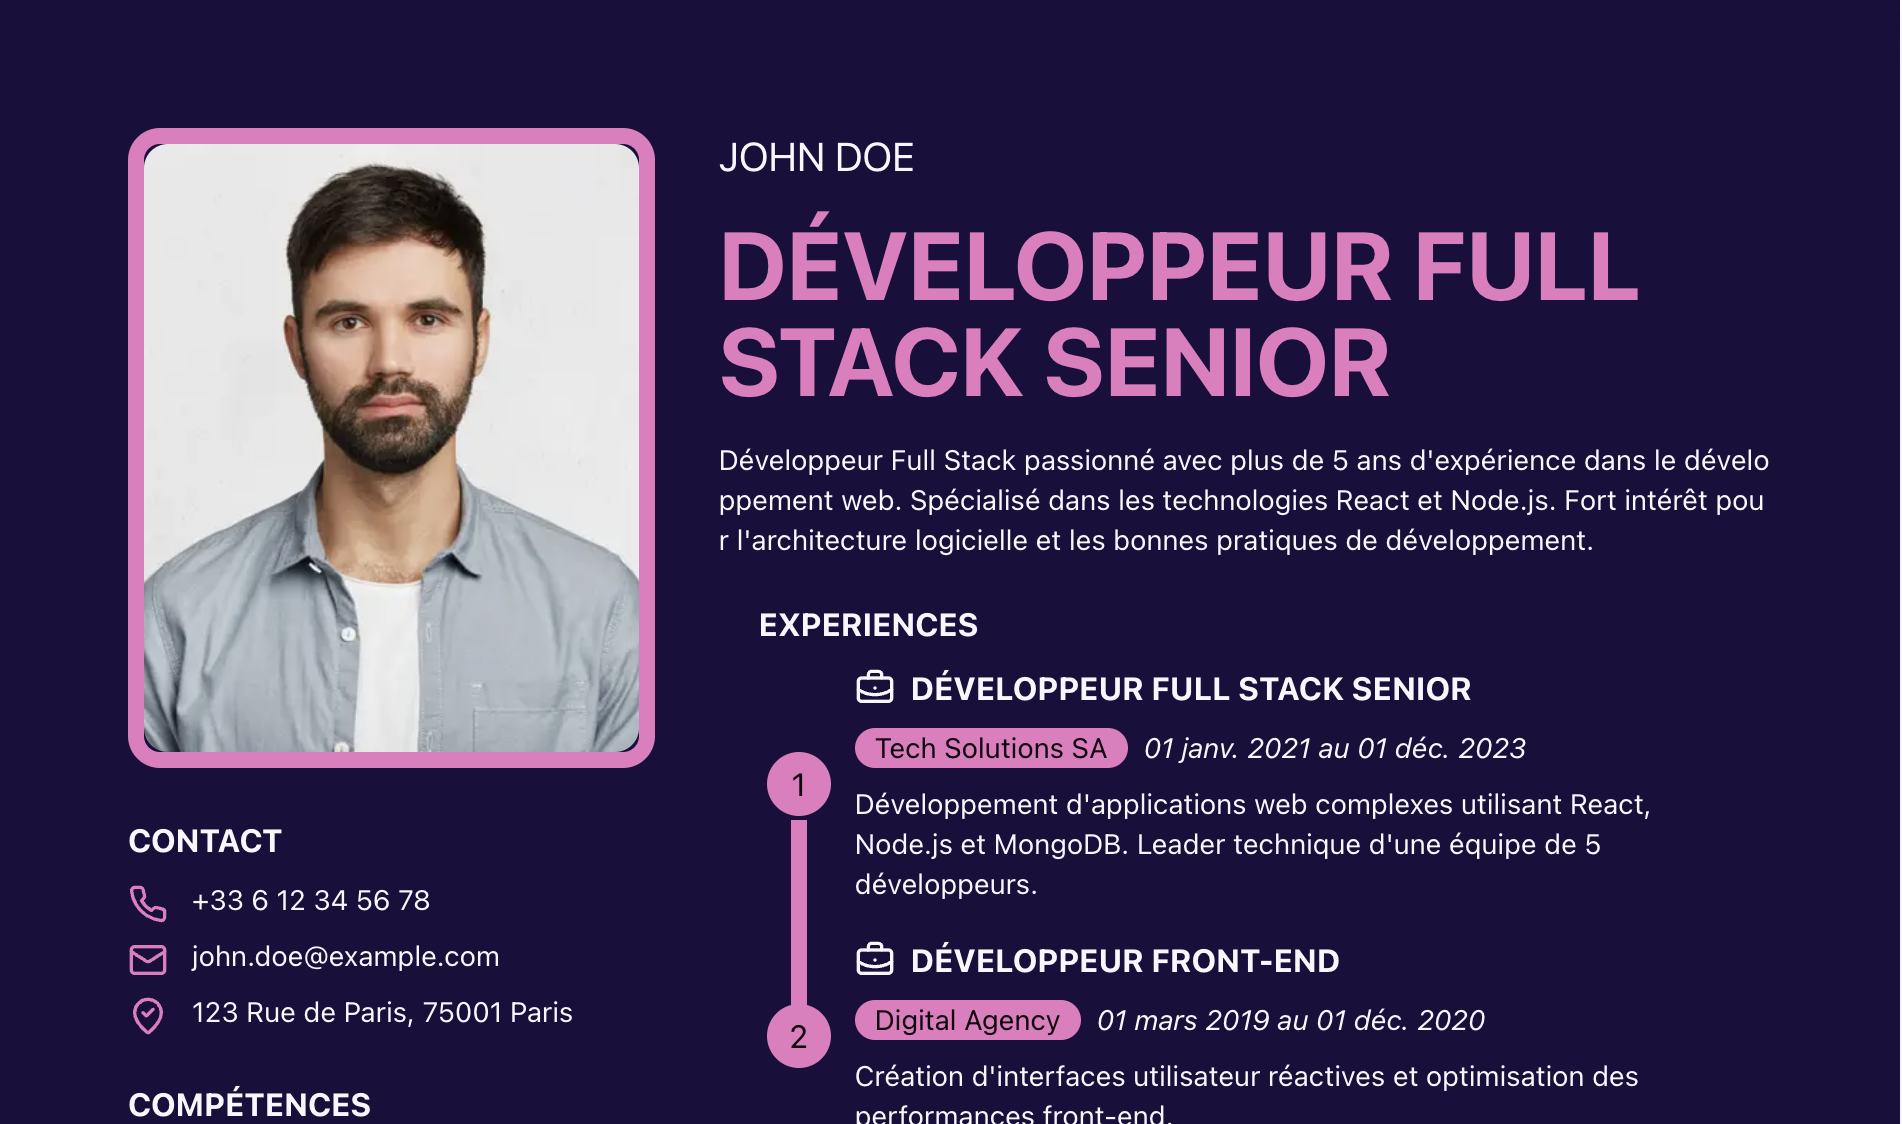 JOHN DOE
DÉVELOPPEUR FULL
STACK SENIOR
Développeur Full Stack passionné avec plus de 5 ans d'expérience dans le dévelo
ppement web. Spécialisé dans les technologies React et Node.js. Fort intérêt pou
r l'architecture logicielle et les bonnes pratiques de développement.
CONTACT
+33 6 12 34 56 78
john.doe@example.com
123 Rue de Paris, 75001 Paris
COMPÉTENCES
EXPERIENCES
DÉVELOPPEUR FULL STACK SENIOR
Tech Solutions SA 01 janv. 2021 au 01 déc. 2023
1
Développement d'applications web complexes utilisant React,
Node.js et MongoDB. Leader technique d'une équipe de 5
développeurs.
DÉVELOPPEUR FRONT-END
Digital Agency 01 mars 2019 au 01 déc. 2020
2
Création d'interfaces utilisateur réactives et optimisation des
performances front-end.